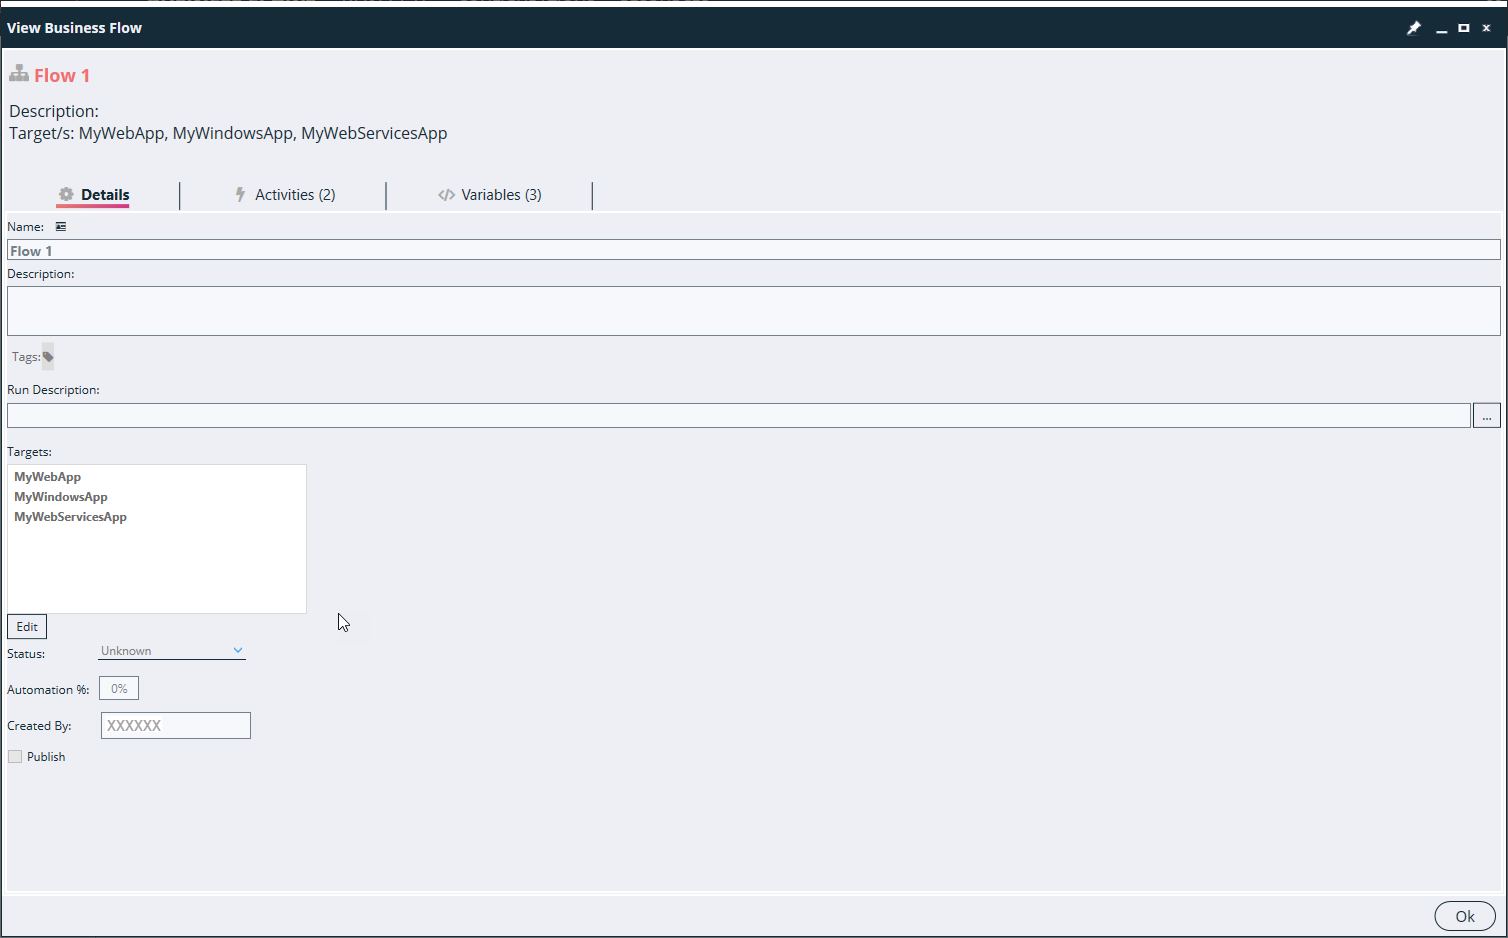 View Business Flow
Flow 1
Description:
Target/s: MyWebApp, MyWindowsApp, MyWebServicesApp
Details
Activities (2)
Variables (3)
Name:
Flow 1
Description:
Tags:
Run Description:
...
Targets:
MyWebApp
MyWindowsApp
MyWebServicesApp
Edit
Status: Unknown
Automation %: 0%
Created By: XXXXXX
Publish
Ok